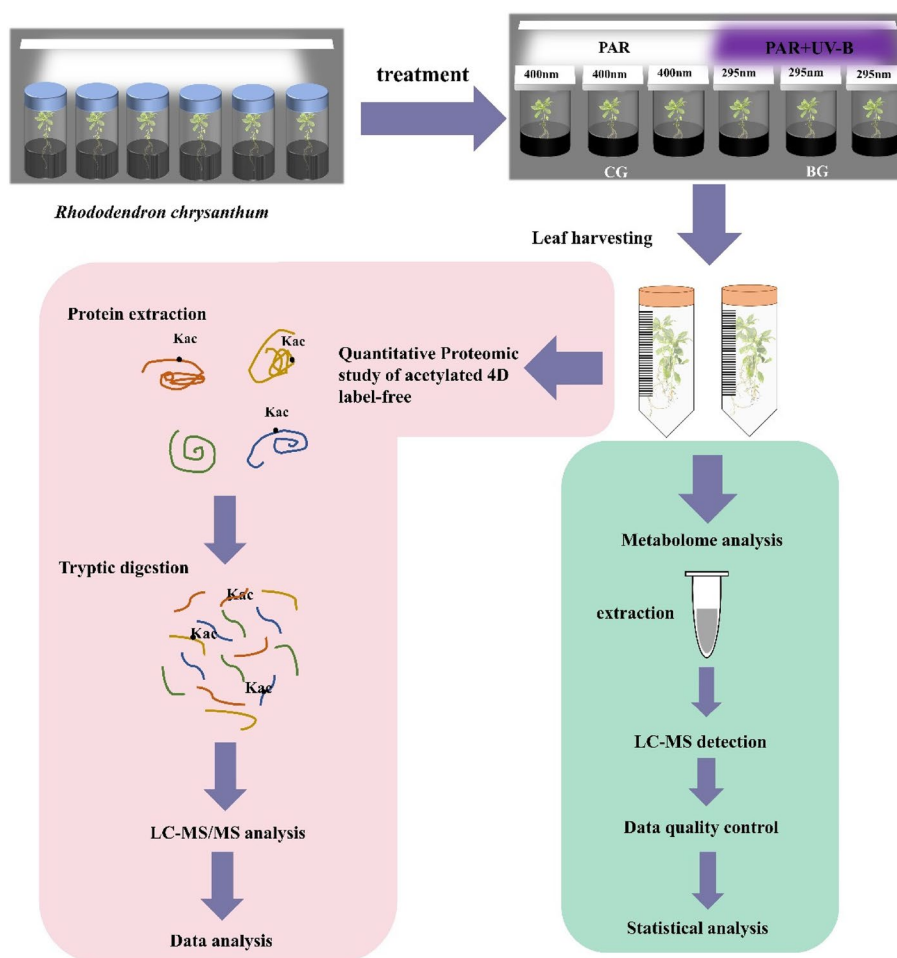 PAR
PAR+UV-B
treatment
400nm
400nm
400nm
295nm
295nm
295nm
CG
BG
Rhododendron chrysanthum
Leaf harvesting
Protein extraction
Kac
Kac
Kac
Quantitative Proteomic
study of acetylated 4D
label-free
Tryptic digestion
Kac
Kac
Kac
LC-MS/MS analysis
Data analysis
Metabolome analysis
extraction
LC-MS detection
Data quality control
Statistical analysis